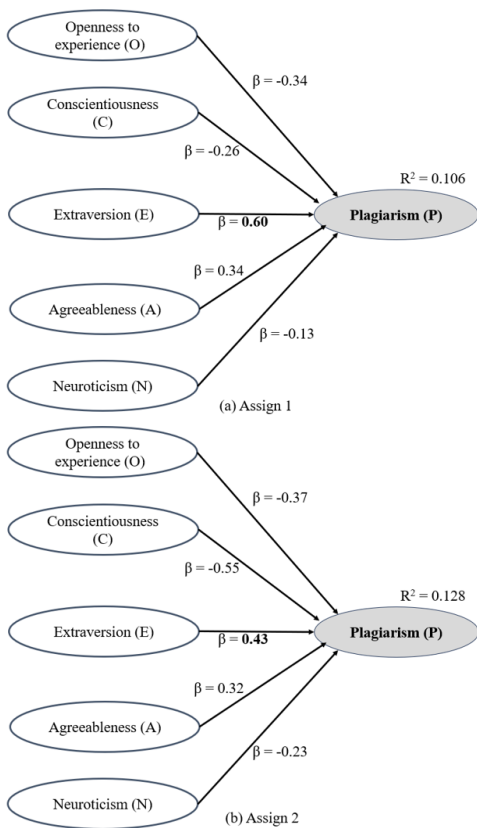 Openness to
experience (O)
β = -0.34
Conscientiousness
(C)
β = -0.26
R² = 0.106
Extraversion (E)
β = 0.60
Plagiarism (P)
β = 0.34
Agreeableness (A)
β = -0.13
Neuroticism (N)
(a) Assign 1
Openness to
experience (O)
β = -0.37
Conscientiousness
(C)
β = -0.55
R² = 0.128
Extraversion (E)
β = 0.43
Plagiarism (P)
β = 0.32
Agreeableness (A)
β = -0.23
Neuroticism (N)
(b) Assign 2